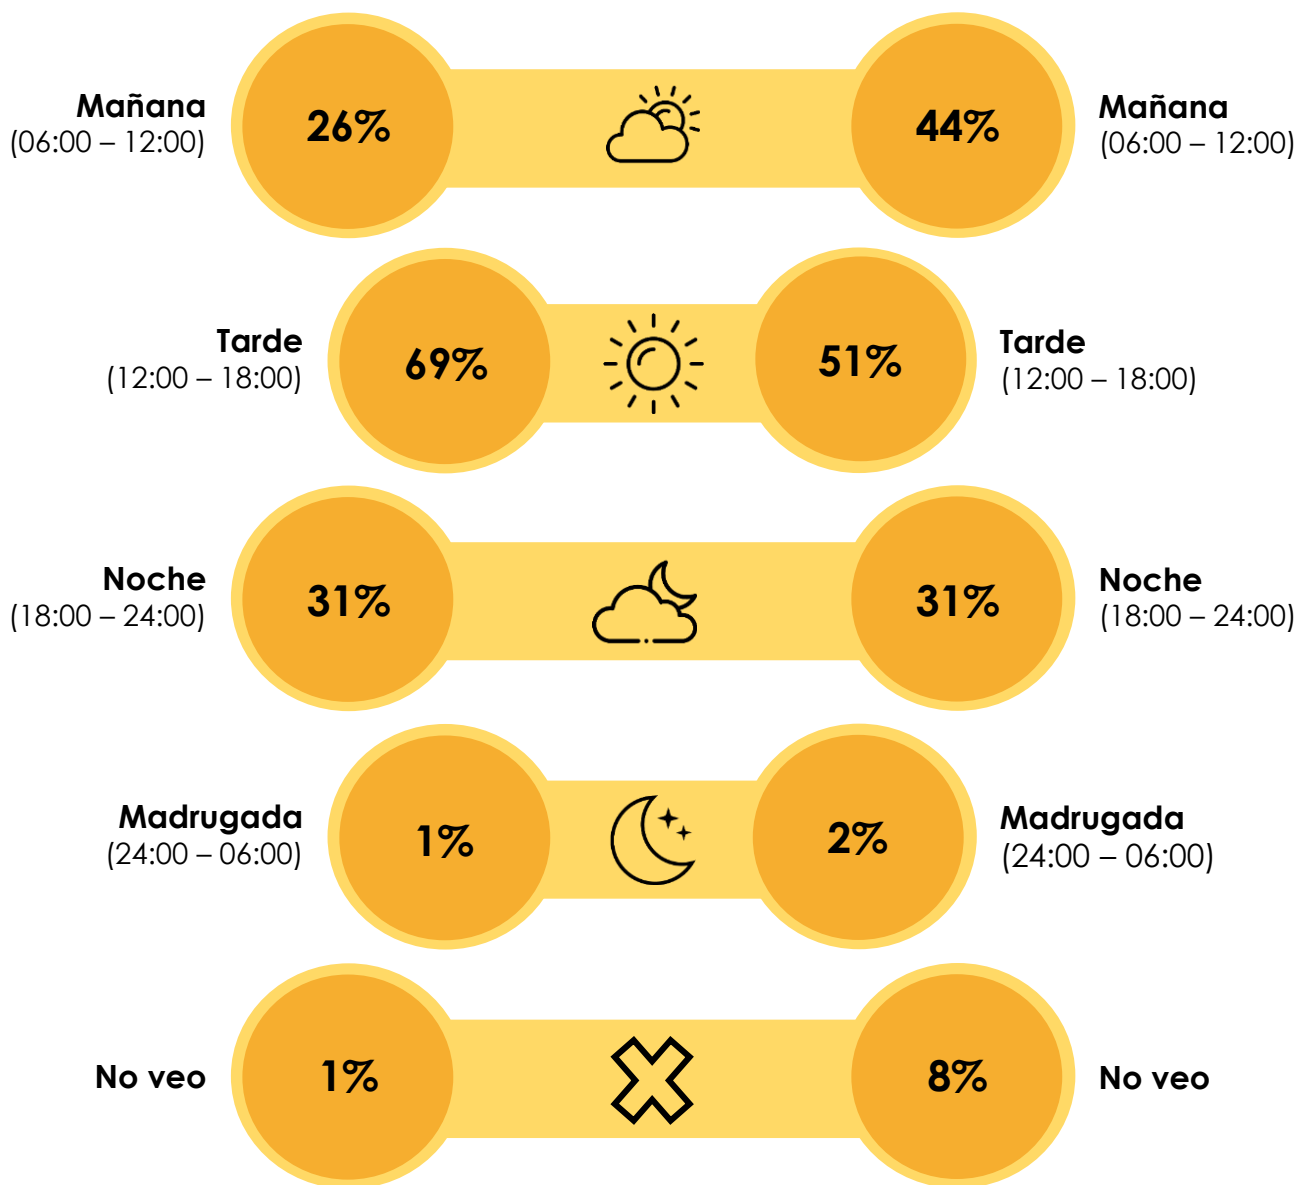 Mañana
(06:00 – 12:00)
26%
44%
Mañana
(06:00 – 12:00)
Tarde
(12:00 – 18:00)
69%
51%
Tarde
(12:00 – 18:00)
Noche
(18:00 – 24:00)
31%
31%
Noche
(18:00 – 24:00)
Madrugada
(24:00 – 06:00)
1%
2%
Madrugada
(24:00 – 06:00)
No veo
1%
8%
No veo